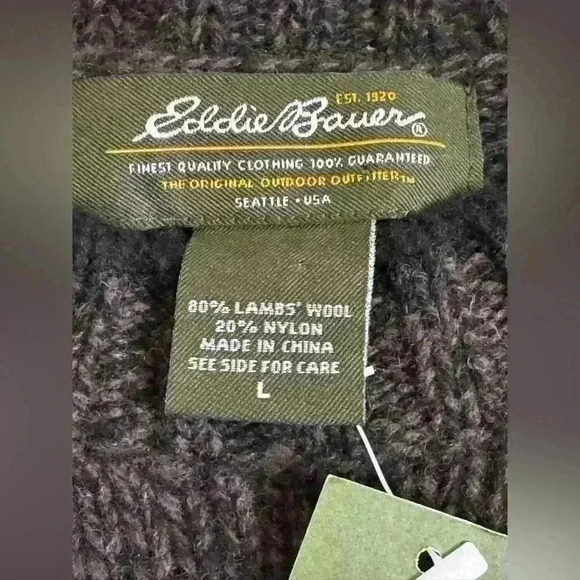 EST. 1920
Eddie Bauer®
FINEST QUALITY CLOTHING 100% GUARANTEED
THE ORIGINAL OUTDOOR OUTFITTER™
SEATTLE • USA
80% LAMBS' WOOL
20% NYLON
MADE IN CHINA
SEE SIDE FOR CARE
L